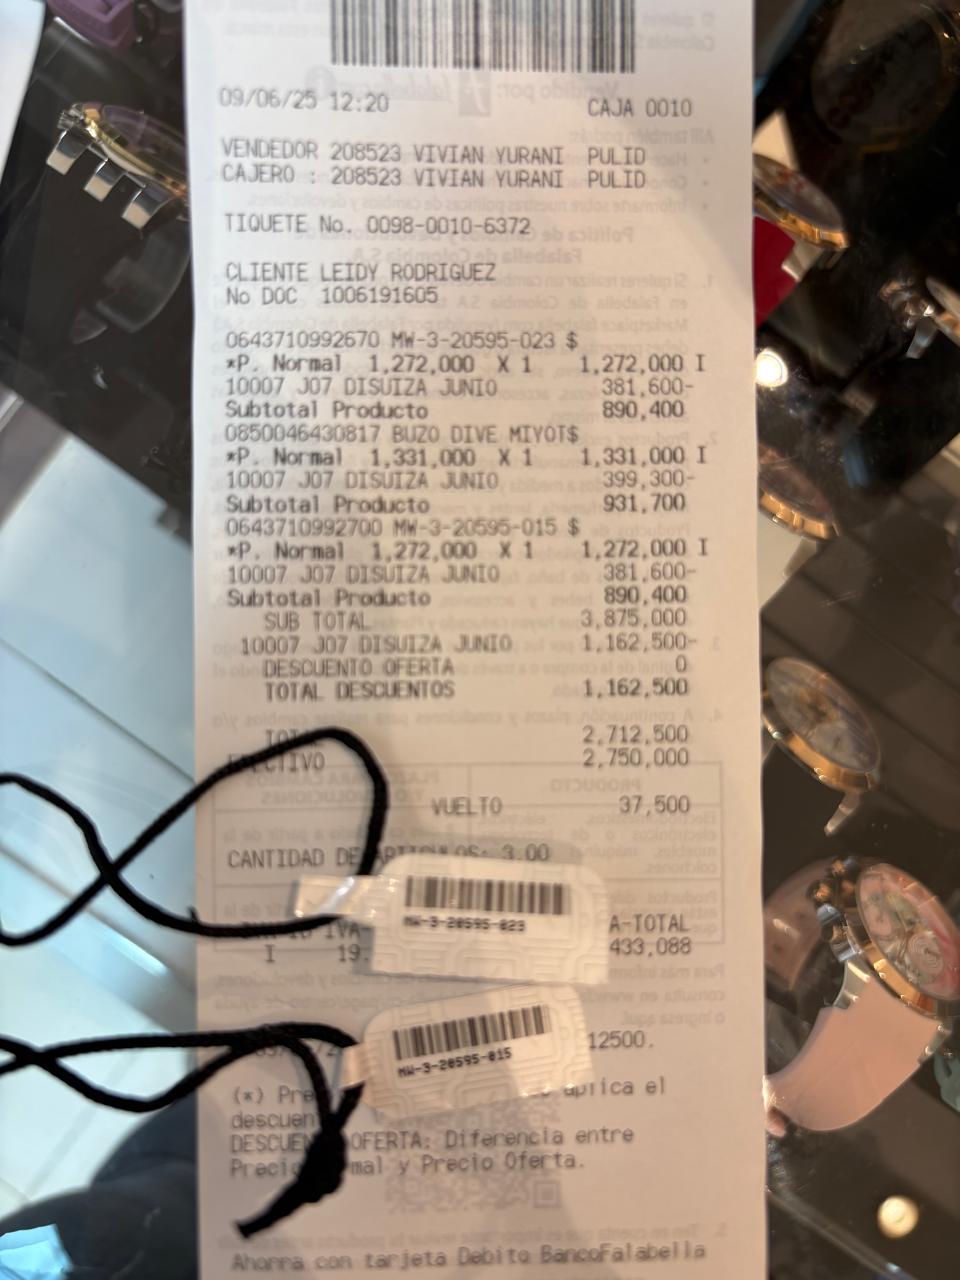 09/06/25 12:20 CAJA 0010
VENDEDOR 208523 VIVIAN YURANI PULID
CAJERO : 208523 VIVIAN YURANI PULID
TIQUETE No. 0098-0010-6372
CLIENTE LEIDY RODRIGUEZ
No DOC 1006191605
0643710992670 MW-3-20595-023 $
*P. Normal 1,272,000 X 1 1,272,000 I
10007 J07 DISUIZA JUNIO 381,600-
Subtotal Producto 890,400
0850046430817 BUZO DIVE MIYOT$
*P. Normal 1,331,000 X 1 1,331,000 I
10007 J07 DISUIZA JUNIO 399,300-
Subtotal Producto 931,700
0643710992700 MW-3-20595-015 $
*P. Normal 1,272,000 X 1 1,272,000 I
10007 J07 DISUIZA JUNIO 381,600-
Subtotal Producto 890,400
SUB TOTAL 3,875,000
10007 J07 DISUIZA JUNIO 1,162,500-
DESCUENTO OFERTA 0
TOTAL DESCUENTOS 1,162,500
TOTAL 2,712,500
EFECTIVO 2,750,000
VUELTO 37,500
CANTIDAD DE ARTICULOS: 3.00
MW-3-20595-023
IVA- A-TOTAL
I 19. 433,088
MW-3-20595-015
12500.
(*) Pre aplica el
descuen
DESCUEN OFERTA: Diferencia entre
Precio mal y Precio Oferta.
Ahorra con tarjeta Debito BancoFalabella